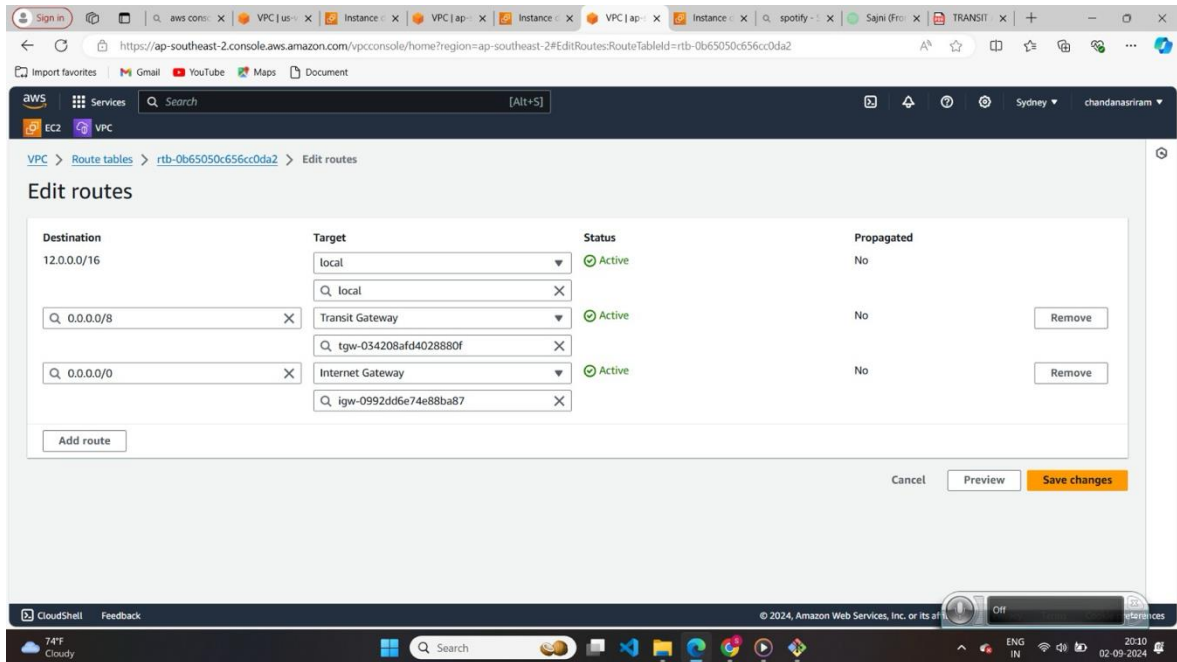 Sign in
aws cons
VPC | us-
Instance
VPC | ap-
Instance
VPC | ap-
Instance
spotify -
Sajni (Fro
TRANSIT
https://ap-southeast-2.console.aws.amazon.com/vpcconsole/home?region=ap-southeast-2#EditRoutes:RouteTableId=rtb-0b65050c656cc0da2
Import favorites Gmail YouTube Maps Document
aws Services Search [Alt+S] Sydney chandanasriram
EC2 VPC
VPC > Route tables > rtb-0b65050c656cc0da2 > Edit routes
Edit routes
Destination Target Status Propagated
12.0.0.0/16 local Active No
local
0.0.0.0/8 Transit Gateway Active No Remove
tgw-034208afd4028880f
0.0.0.0/0 Internet Gateway Active No Remove
igw-0992dd6e74e88ba87
Add route
Cancel Preview Save changes
CloudShell Feedback © 2024, Amazon Web Services, Inc. or its af
Off
74°F
Cloudy
Search
ENG
IN
20:10
02-09-2024